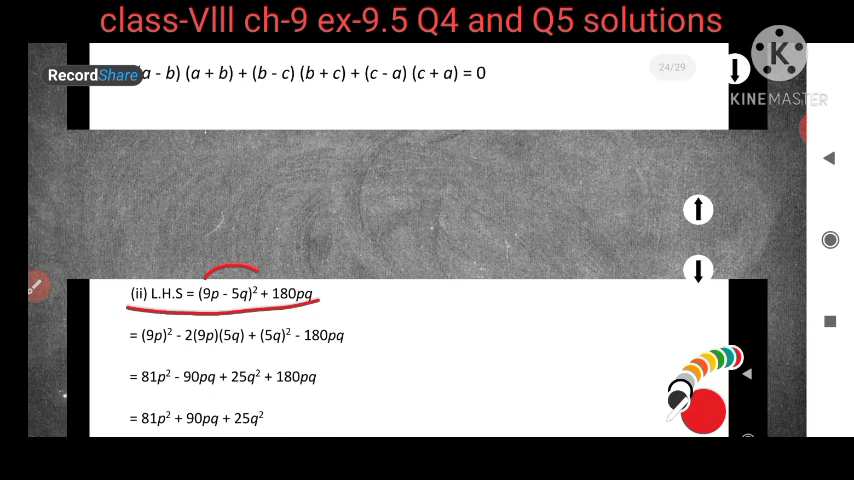 class-Vlll ch-9 ex-9.5 Q4 and Q5 solutions
a - b) (a + b) + (b - c) (b + c) + (c - a) (c + a) = 0
RecordShare
24/29
K
KINEMASTER
(ii) L.H.S = (9p - 5q)² + 180pq
= (9p)² - 2(9p)(5q) + (5q)² - 180pq
= 81p² - 90pq + 25q² + 180pq
= 81p² + 90pq + 25q²